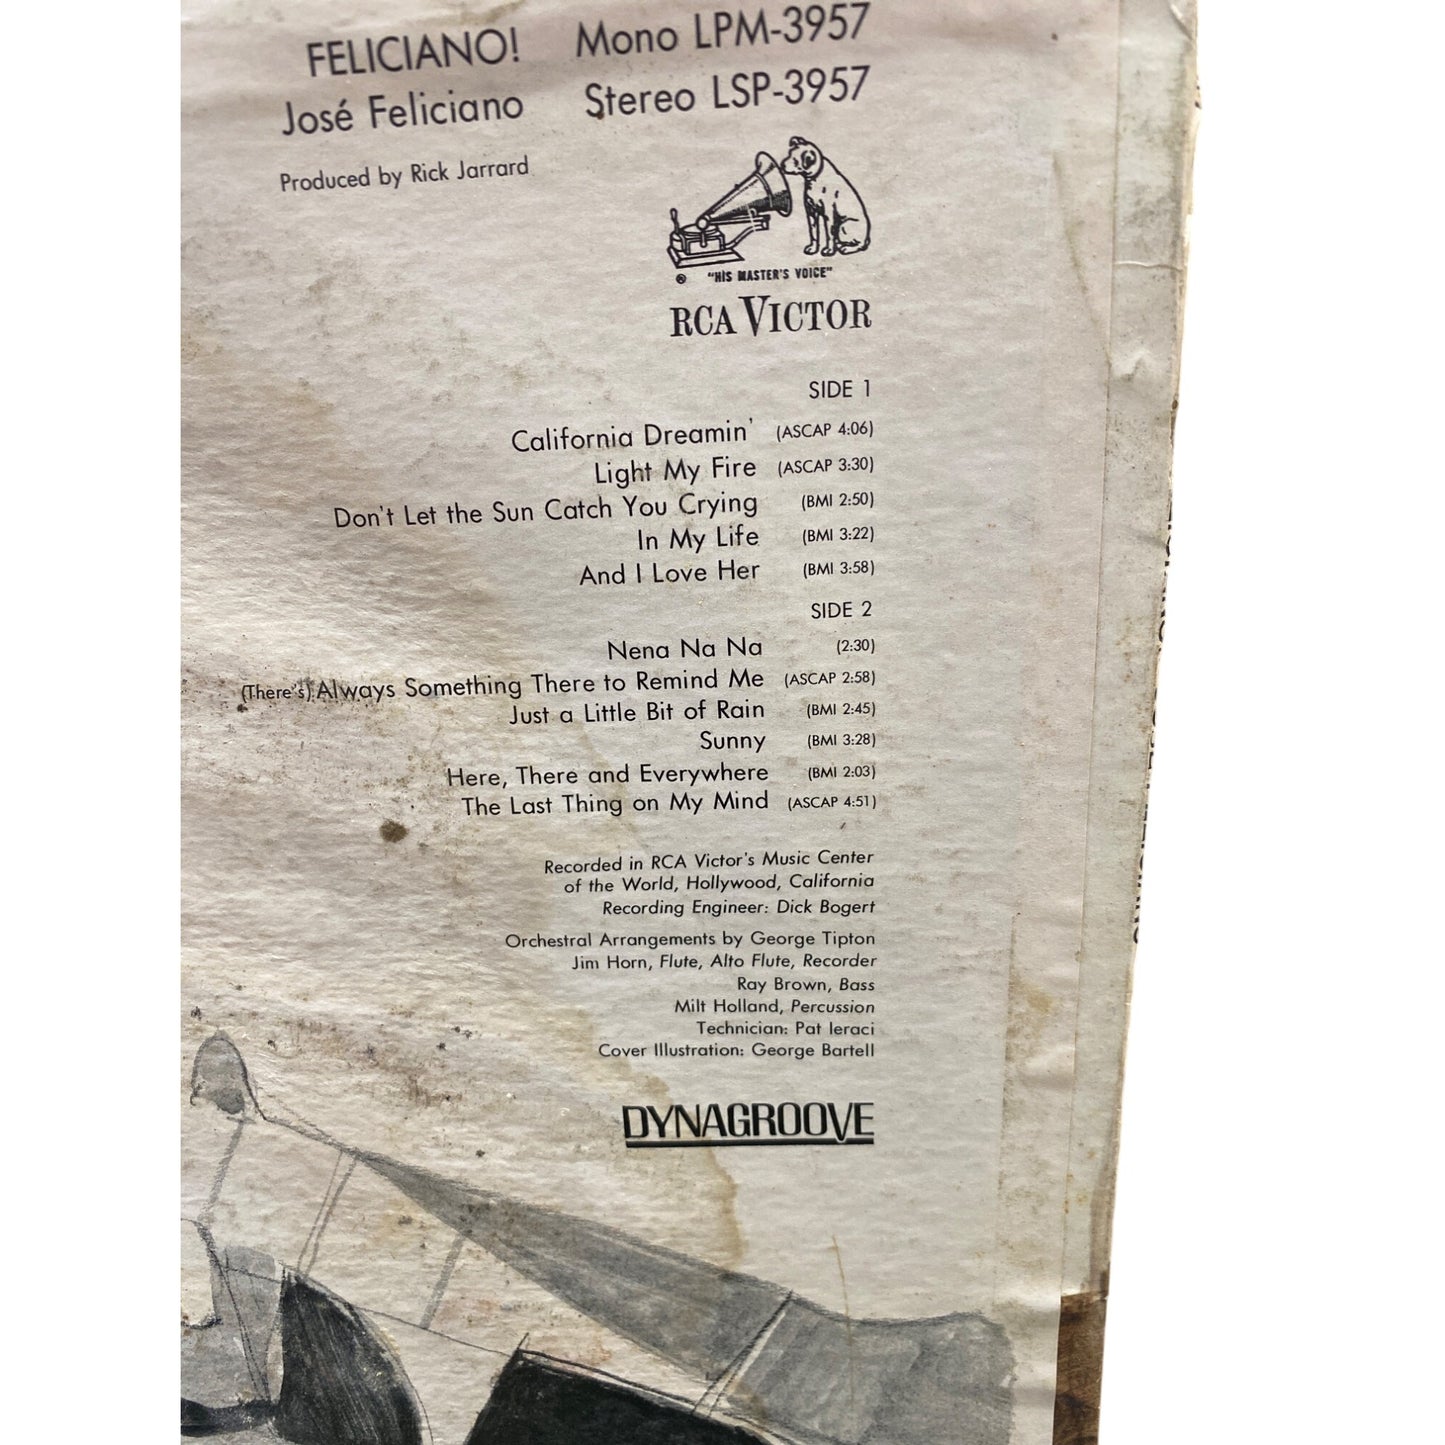 FELICIANO! Mono LPM-3957
José Feliciano Stereo LSP-3957
Produced by Rick Jarrard
® "HIS MASTER'S VOICE"
RCA VICTOR
SIDE 1
California Dreamin' (ASCAP 4:06)
Light My Fire (ASCAP 3:30)
Don't Let the Sun Catch You Crying (BMI 2:50)
In My Life (BMI 3:22)
And I Love Her (BMI 3:58)
SIDE 2
Nena Na Na (2:30)
(There's) Always Something There to Remind Me (ASCAP 2:58)
Just a Little Bit of Rain (BMI 2:45)
Sunny (BMI 3:28)
Here, There and Everywhere (BMI 2:03)
The Last Thing on My Mind (ASCAP 4:51)
Recorded in RCA Victor's Music Center
of the World, Hollywood, California
Recording Engineer: Dick Bogert
Orchestral Arrangements by George Tipton
Jim Horn, Flute, Alto Flute, Recorder
Ray Brown, Bass
Milt Holland, Percussion
Technician: Pat Ieraci
Cover Illustration: George Bartell
DYNAGROOVE